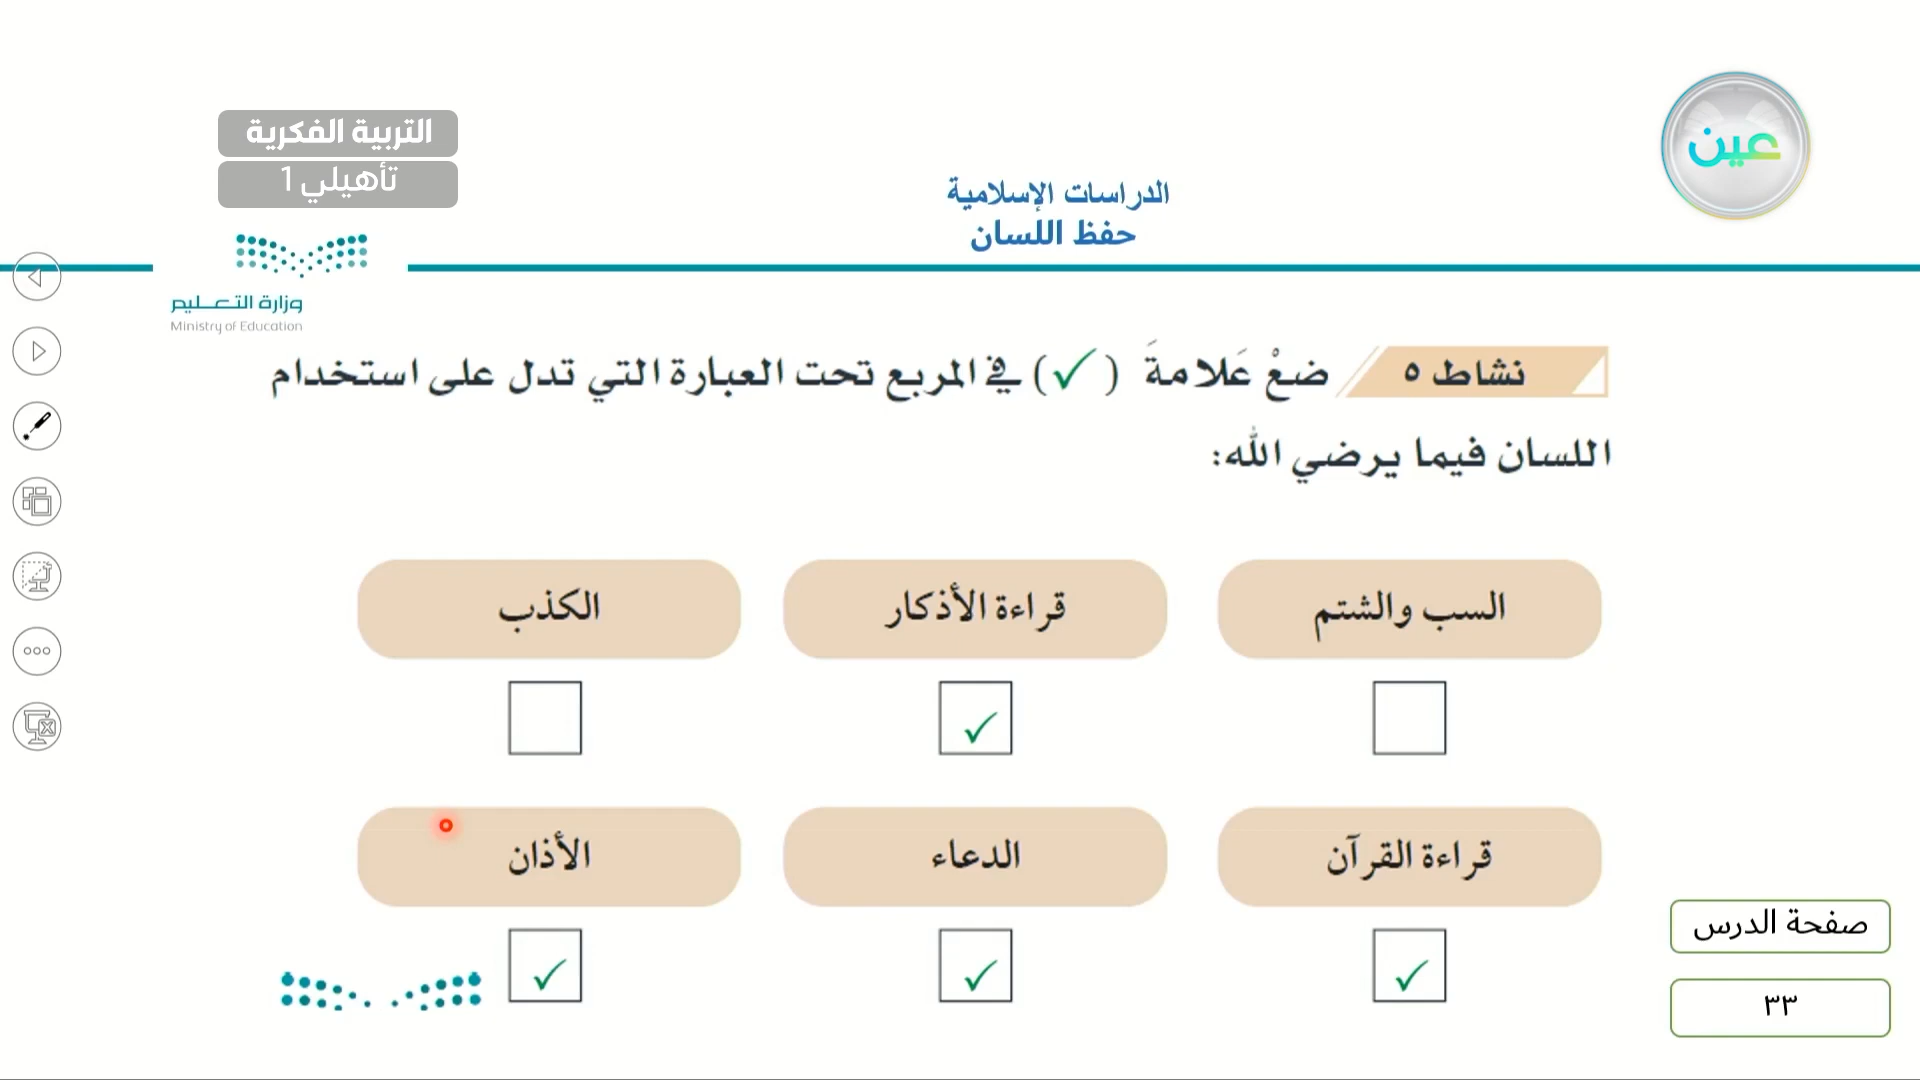 عين
التربية الفكرية
تأهيلي 1
الدراسات الإسلامية
حفظ اللسان
وزارة التعليم
Ministry of Education
نشاط ٥ ضعْ عَلامةَ (✓) في المربع تحت العبارة التي تدل على استخدام
اللسان فيما يرضي الله:
السب والشتم
قراءة الأذكار
الكذب
✓
قراءة القرآن
الدعاء
الأذان
✓ ✓ ✓
صفحة الدرس
٣٣